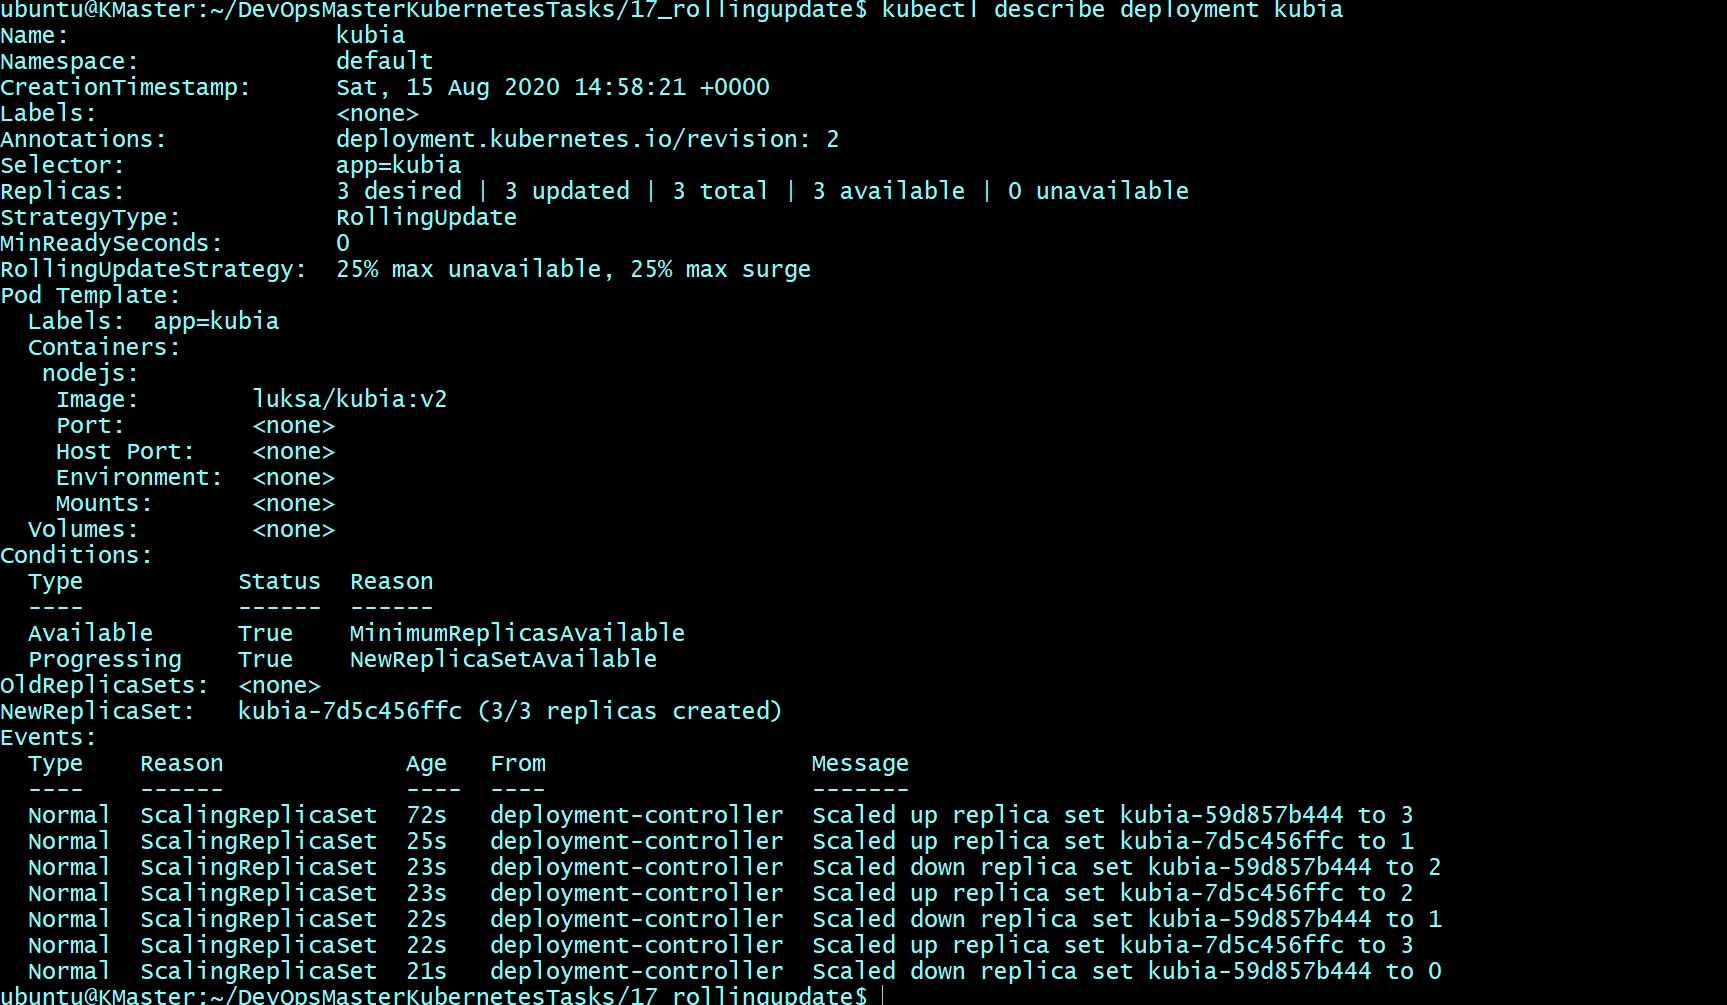 ubuntu@KMaster:~/DevOpsMasterKubernetesTasks/17_rollingupdate$ kubectl describe deployment kubia
Name:                   kubia
Namespace:              default
CreationTimestamp:      Sat, 15 Aug 2020 14:58:21 +0000
Labels:                 <none>
Annotations:            deployment.kubernetes.io/revision: 2
Selector:               app=kubia
Replicas:               3 desired | 3 updated | 3 total | 3 available | 0 unavailable
StrategyType:           RollingUpdate
MinReadySeconds:        0
RollingUpdateStrategy:  25% max unavailable, 25% max surge
Pod Template:
  Labels:  app=kubia
  Containers:
   nodejs:
    Image:        luksa/kubia:v2
    Port:         <none>
    Host Port:    <none>
    Environment:  <none>
    Mounts:       <none>
  Volumes:        <none>
Conditions:
  Type           Status  Reason
  ----           ------  ------
  Available      True    MinimumReplicasAvailable
  Progressing    True    NewReplicaSetAvailable
OldReplicaSets:  <none>
NewReplicaSet:   kubia-7d5c456ffc (3/3 replicas created)
Events:
  Type    Reason             Age   From                   Message
  ----    ------             ----  ----                   -------
  Normal  ScalingReplicaSet  72s   deployment-controller  Scaled up replica set kubia-59d857b444 to 3
  Normal  ScalingReplicaSet  25s   deployment-controller  Scaled up replica set kubia-7d5c456ffc to 1
  Normal  ScalingReplicaSet  23s   deployment-controller  Scaled down replica set kubia-59d857b444 to 2
  Normal  ScalingReplicaSet  23s   deployment-controller  Scaled up replica set kubia-7d5c456ffc to 2
  Normal  ScalingReplicaSet  22s   deployment-controller  Scaled down replica set kubia-59d857b444 to 1
  Normal  ScalingReplicaSet  22s   deployment-controller  Scaled up replica set kubia-7d5c456ffc to 3
  Normal  ScalingReplicaSet  21s   deployment-controller  Scaled down replica set kubia-59d857b444 to 0
ubuntu@KMaster:~/DevOpsMasterKubernetesTasks/17_rollingupdate$